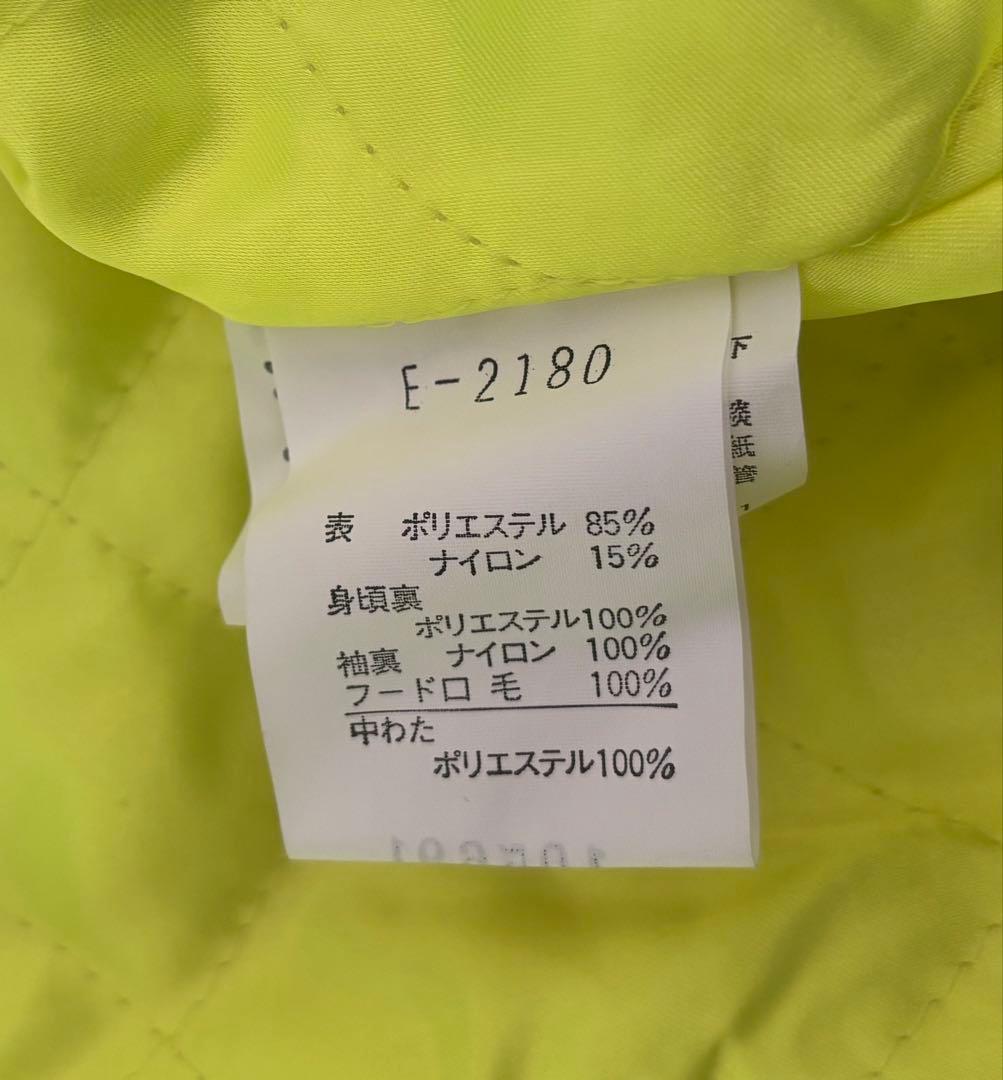 E-2180
表 ポリエステル 85%
ナイロン 15%
身頃裏
ポリエステル100%
袖裏 ナイロン 100%
フード口 毛 100%
中わた
ポリエステル100%
下